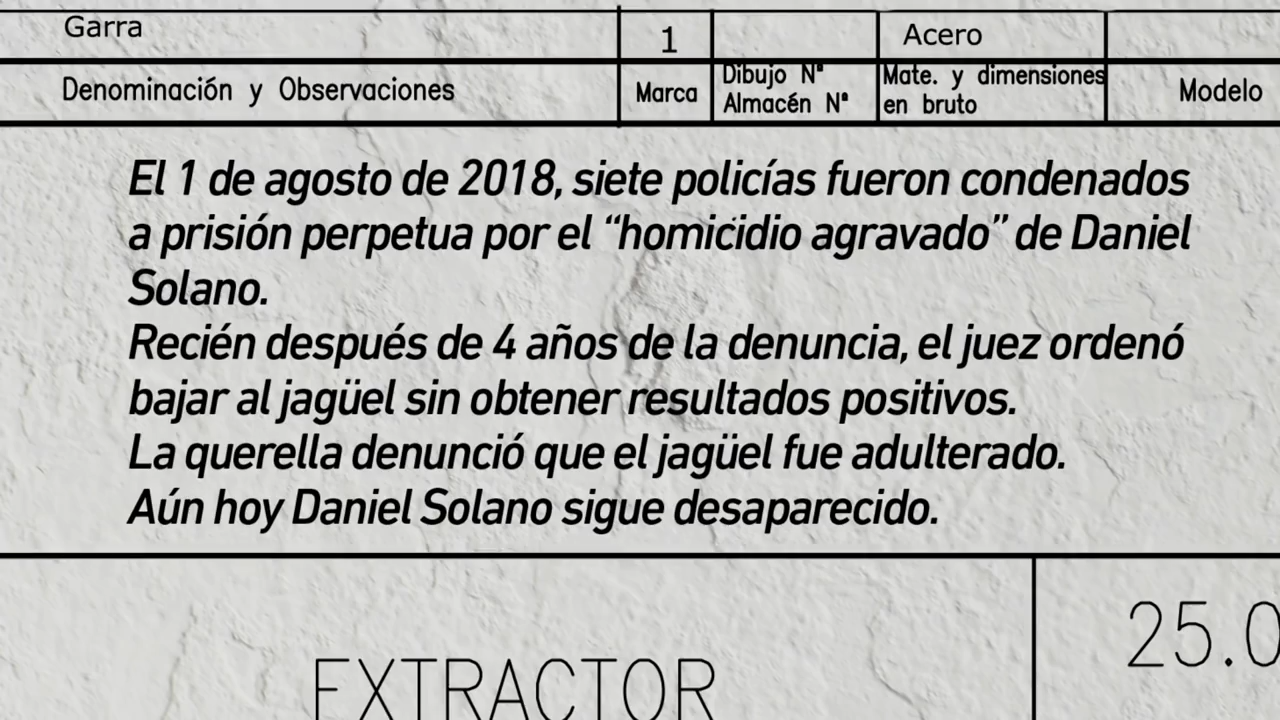 Garra
1
Acero
Denominación y Observaciones
Marca
Dibujo Nº
Almacén Nº
Mate. y dimensiones
en bruto
Modelo
El 1 de agosto de 2018, siete policías fueron condenados
a prisión perpetua por el “homicidio agravado” de Daniel
Solano.
Recién después de 4 años de la denuncia, el juez ordenó
bajar al jagüel sin obtener resultados positivos.
La querella denunció que el jagüel fue adulterado.
Aún hoy Daniel Solano sigue desaparecido.
EXTRACTOR
25.0